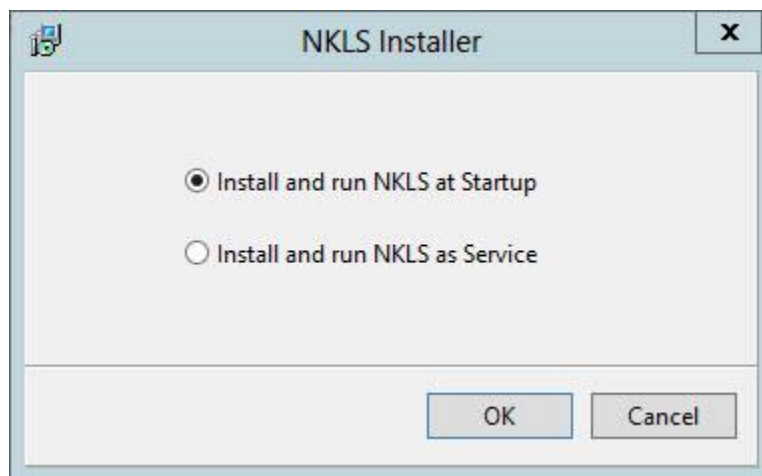 NKLS Installer
Install and run NKLS at Startup
Install and run NKLS as Service
OK
Cancel